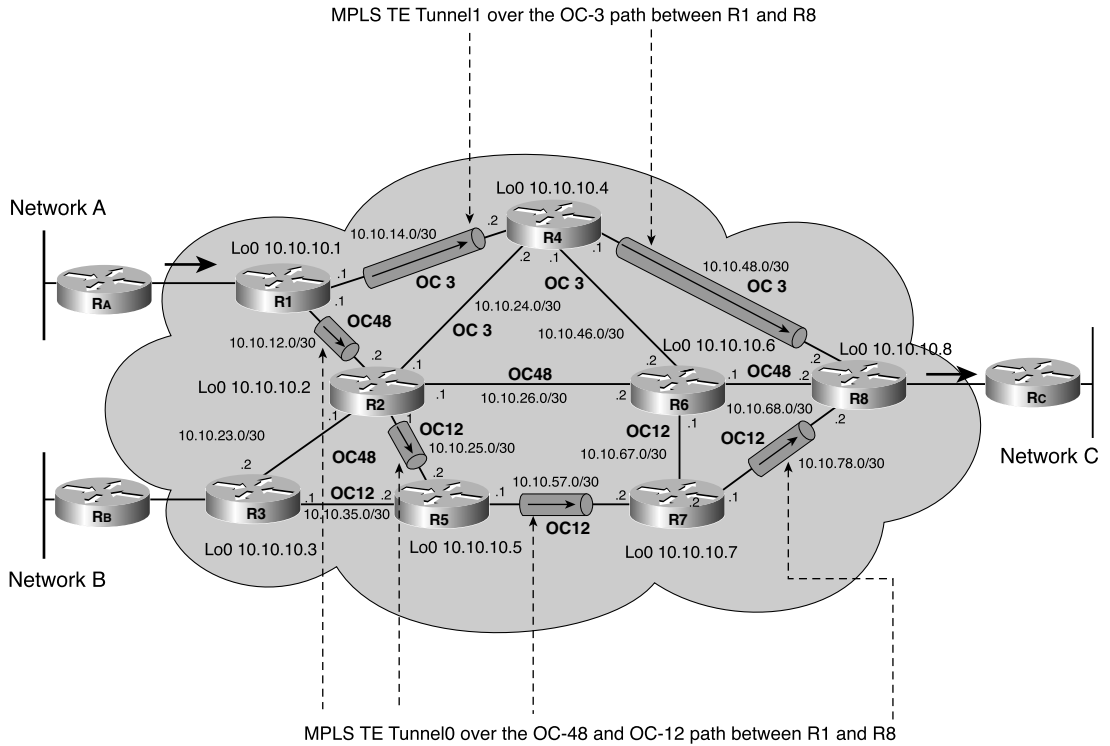 MPLS TE Tunnel1 over the OC-3 path between R1 and R8
Lo0 10.10.10.4
Network A
.2
10.10.14.0/30
R4
Lo0 10.10.10.1
.1
.2
.1
10.10.48.0/30
.1
OC 3
OC 3
OC 3
RA
R1
.1
10.10.24.0/30
OC48
OC 3
10.10.46.0/30
10.10.12.0/30
Lo0 10.10.10.6
Lo0 10.10.10.8
.2
.1
.2
.2
.1
OC48
.2
OC48
Lo0 10.10.10.2
R2
.1
10.10.26.0/30
.2
R6
R8
RC
.1
.1
OC12
OC12
.1
10.10.68.0/30
.2
10.10.23.0/30
OC12
10.10.25.0/30
OC48
10.10.67.0/30
10.10.78.0/30
Network C
.2
.2
.1
OC12
.2
.1
10.10.57.0/30
.2
.2
.1
RB
R3
10.10.35.0/30
R5
OC12
R7
Lo0 10.10.10.3
Lo0 10.10.10.5
Lo0 10.10.10.7
Network B
MPLS TE Tunnel0 over the OC-48 and OC-12 path between R1 and R8